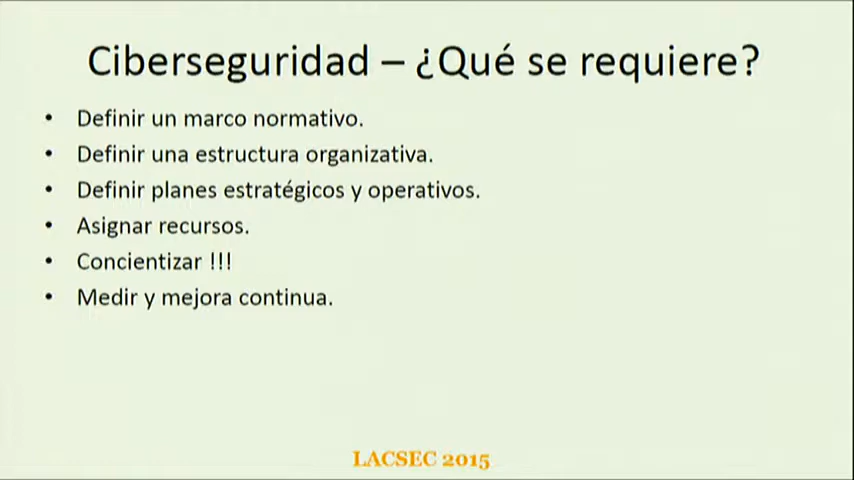 Ciberseguridad – ¿Qué se requiere?
• Definir un marco normativo.
• Definir una estructura organizativa.
• Definir planes estratégicos y operativos.
• Asignar recursos.
• Concientizar !!!
• Medir y mejora continua.
LACSEC 2015